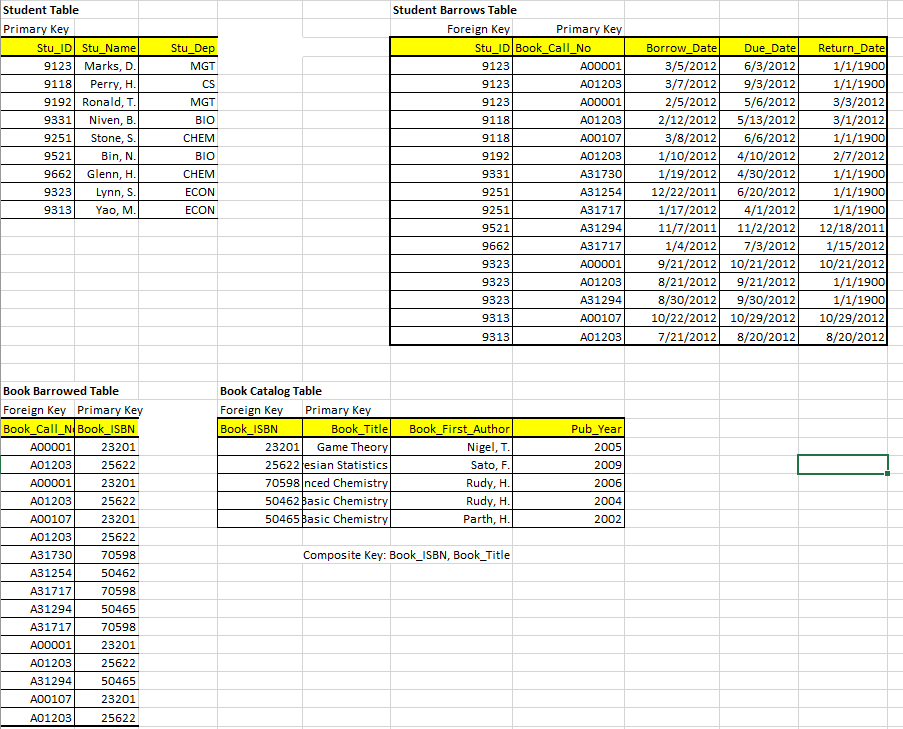 Student Table
Primary Key
Stu_ID Stu_Name Stu_Dep
9123 Marks, D. MGT
9118 Perry, H. CS
9192 Ronald, T. MGT
9331 Niven, B. BIO
9251 Stone, S. CHEM
9521 Bin, N. BIO
9662 Glenn, H. CHEM
9323 Lynn, S. ECON
9313 Yao, M. ECON
Student Barrows Table
Foreign Key Primary Key
Stu_ID Book_Call_No Borrow_Date Due_Date Return_Date
9123 A00001 3/5/2012 6/3/2012 1/1/1900
9123 A01203 3/7/2012 9/3/2012 1/1/1900
9123 A00001 2/5/2012 5/6/2012 3/3/2012
9118 A01203 2/12/2012 5/13/2012 3/1/2012
9118 A00107 3/8/2012 6/6/2012 1/1/1900
9192 A01203 1/10/2012 4/10/2012 2/7/2012
9331 A31730 1/19/2012 4/30/2012 1/1/1900
9251 A31254 12/22/2011 6/20/2012 1/1/1900
9251 A31717 1/17/2012 4/1/2012 1/1/1900
9521 A31294 11/7/2011 11/2/2012 12/18/2011
9662 A31717 1/4/2012 7/3/2012 1/15/2012
9323 A00001 9/21/2012 10/21/2012 10/21/2012
9323 A01203 8/21/2012 9/21/2012 1/1/1900
9323 A31294 8/30/2012 9/30/2012 1/1/1900
9313 A00107 10/22/2012 10/29/2012 10/29/2012
9313 A01203 7/21/2012 8/20/2012 8/20/2012
Book Barrowed Table
Foreign Key Primary Key
Book_Call_N Book_ISBN
A00001 23201
A01203 25622
A00001 23201
A01203 25622
A00107 23201
A01203 25622
A31730 70598
A31254 50462
A31717 70598
A31294 50465
A31717 70598
A00001 23201
A01203 25622
A31294 50465
A00107 23201
A01203 25622
Book Catalog Table
Foreign Key Primary Key
Book_ISBN Book_Title Book_First_Author Pub_Year
23201 Game Theory Nigel, T. 2005
25622 esian Statistics Sato, F. 2009
70598 nced Chemistry Rudy, H. 2006
50462 Basic Chemistry Rudy, H. 2004
50465 Basic Chemistry Parth, H. 2002
Composite Key: Book_ISBN, Book_Title